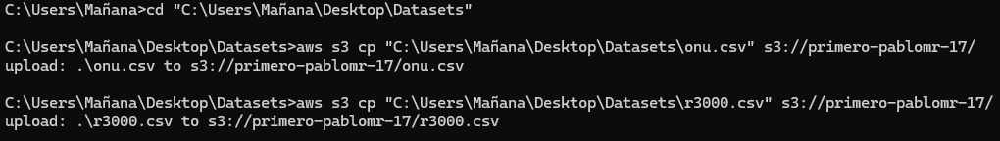 C:\Users\Mañana>cd "C:\Users\Mañana\Desktop\Datasets"
C:\Users\Mañana\Desktop\Datasets>aws s3 cp "C:\Users\Mañana\Desktop\Datasets\onu.csv" s3://primero-pablomr-17/
upload: .\onu.csv to s3://primero-pablomr-17/onu.csv
C:\Users\Mañana\Desktop\Datasets>aws s3 cp "C:\Users\Mañana\Desktop\Datasets\r3000.csv" s3://primero-pablomr-17/
upload: .\r3000.csv to s3://primero-pablomr-17/r3000.csv